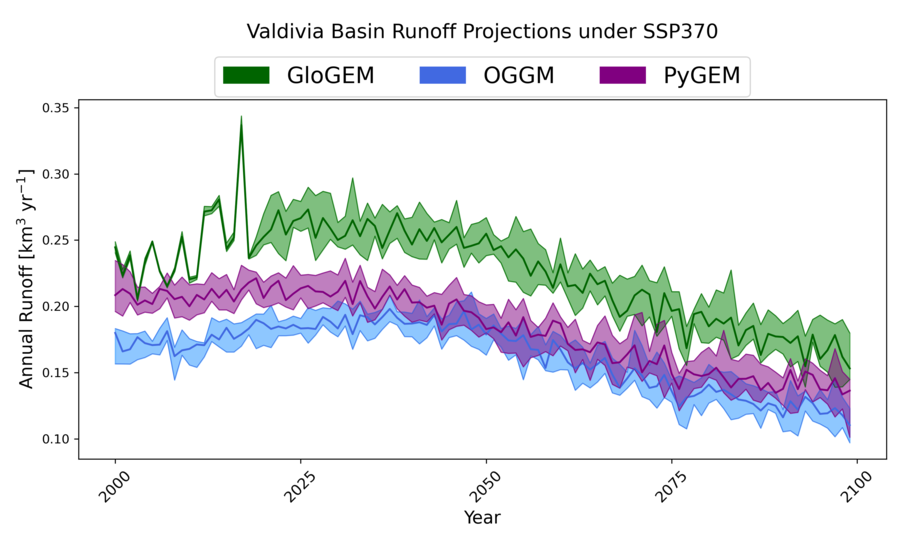 Valdivia Basin Runoff Projections under SSP370
GloGEM OGGM PyGEM
Annual Runoff [km³ yr⁻¹]
0.35
0.30
0.25
0.20
0.15
0.10
2000 2025 2050 2075 2100
Year